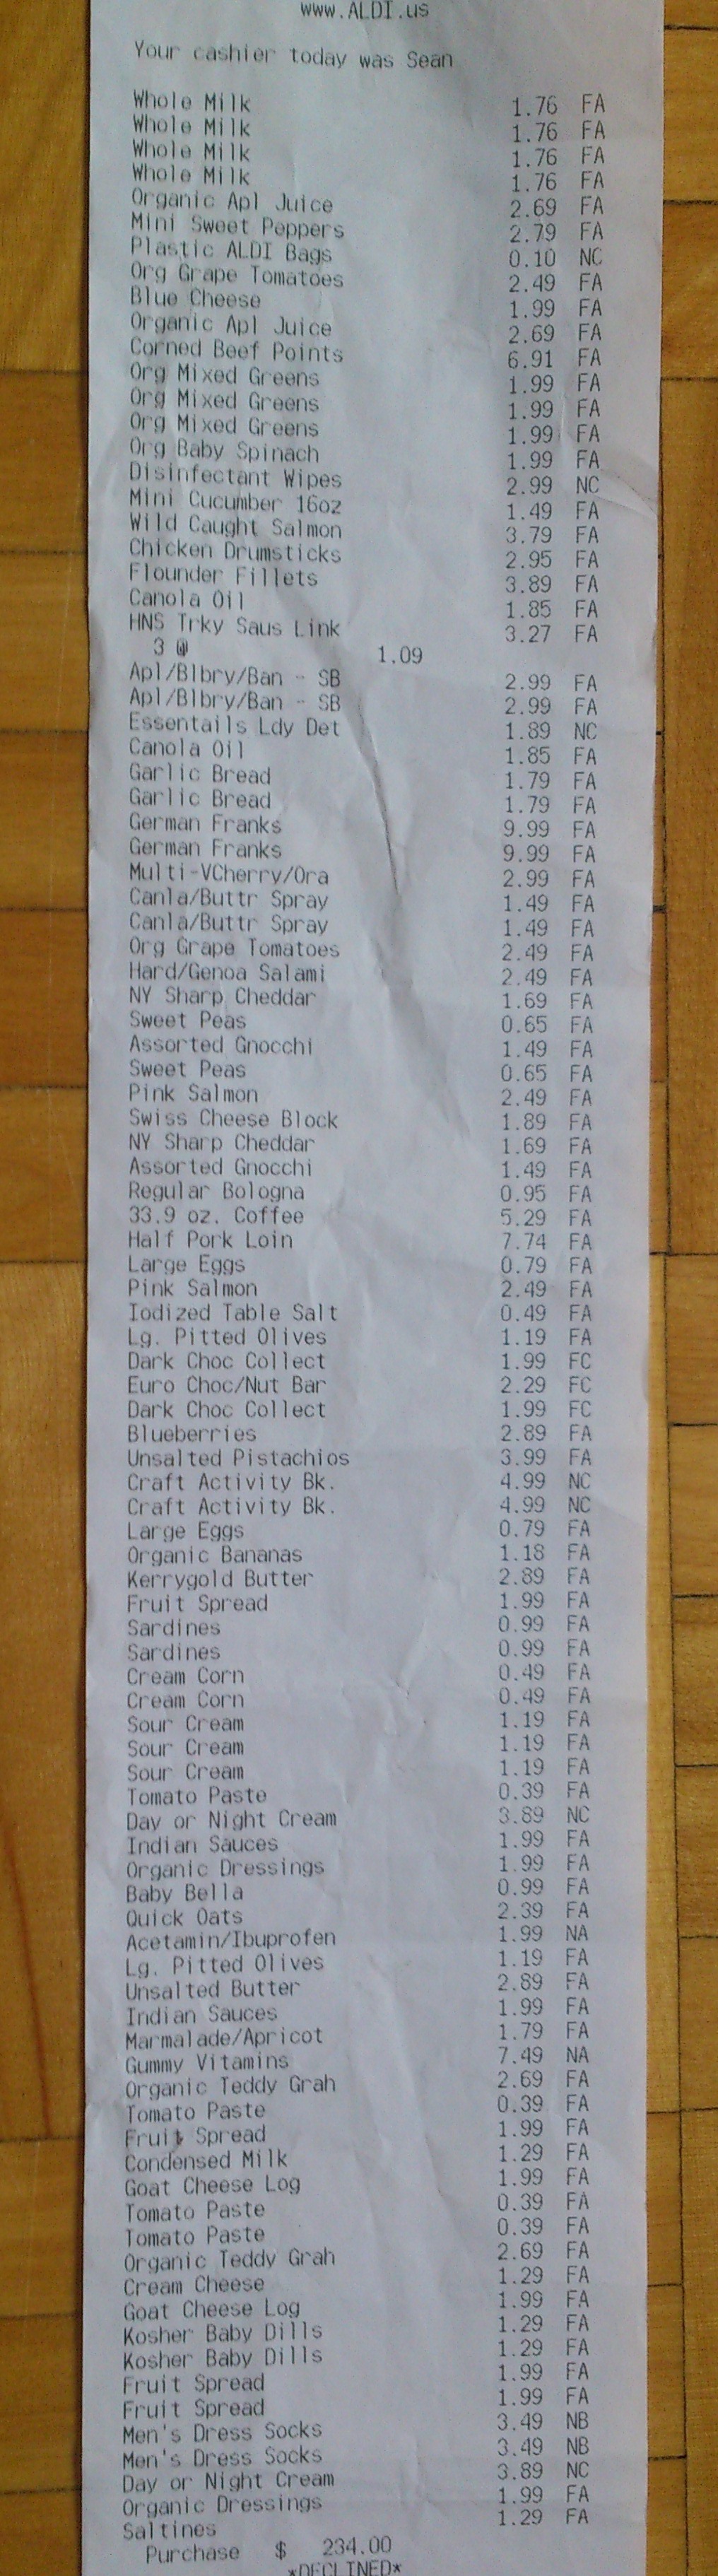 www.ALDI.us
Your cashier today was Sean
Whole Milk 1.76 FA
Whole Milk 1.76 FA
Whole Milk 1.76 FA
Whole Milk 1.76 FA
Organic Apl Juice 2.69 FA
Mini Sweet Peppers 2.79 FA
Plastic ALDI Bags 0.10 NC
Org Grape Tomatoes 2.49 FA
Blue Cheese 1.99 FA
Organic Apl Juice 2.69 FA
Corned Beef Points 6.91 FA
Org Mixed Greens 1.99 FA
Org Mixed Greens 1.99 FA
Org Mixed Greens 1.99 FA
Org Baby Spinach 1.99 FA
Disinfectant Wipes 2.99 NC
Mini Cucumber 16oz 1.49 FA
Wild Caught Salmon 3.79 FA
Chicken Drumsticks 2.95 FA
Flounder Fillets 3.89 FA
Canola Oil 1.85 FA
HNS Trky Saus Link 3.27 FA
3 @ 1.09
Apl/Blbry/Ban - SB 2.99 FA
Apl/Blbry/Ban - SB 2.99 FA
Essentails Ldy Det 1.89 NC
Canola Oil 1.85 FA
Garlic Bread 1.79 FA
Garlic Bread 1.79 FA
German Franks 9.99 FA
German Franks 9.99 FA
Multi-VCherry/Ora 2.99 FA
Canla/Buttr Spray 1.49 FA
Canla/Buttr Spray 1.49 FA
Org Grape Tomatoes 2.49 FA
Hard/Genoa Salami 2.49 FA
NY Sharp Cheddar 1.69 FA
Sweet Peas 0.65 FA
Assorted Gnocchi 1.49 FA
Sweet Peas 0.65 FA
Pink Salmon 2.49 FA
Swiss Cheese Block 1.89 FA
NY Sharp Cheddar 1.69 FA
Assorted Gnocchi 1.49 FA
Regular Bologna 0.95 FA
33.9 oz. Coffee 5.29 FA
Half Pork Loin 7.74 FA
Large Eggs 0.79 FA
Pink Salmon 2.49 FA
Iodized Table Salt 0.49 FA
Lg. Pitted Olives 1.19 FA
Dark Choc Collect 1.99 FC
Euro Choc/Nut Bar 2.29 FC
Dark Choc Collect 1.99 FC
Blueberries 2.89 FA
Unsalted Pistachios 3.99 FA
Craft Activity Bk. 4.99 NC
Craft Activity Bk. 4.99 NC
Large Eggs 0.79 FA
Organic Bananas 1.18 FA
Kerrygold Butter 2.89 FA
Fruit Spread 1.99 FA
Sardines 0.99 FA
Sardines 0.99 FA
Cream Corn 0.49 FA
Cream Corn 0.49 FA
Sour Cream 1.19 FA
Sour Cream 1.19 FA
Sour Cream 1.19 FA
Tomato Paste 0.39 FA
Day or Night Cream 3.89 NC
Indian Sauces 1.99 FA
Organic Dressings 1.99 FA
Baby Bella 0.99 FA
Quick Oats 2.39 FA
Acetamin/Ibuprofen 1.99 NA
Lg. Pitted Olives 1.19 FA
Unsalted Butter 2.89 FA
Indian Sauces 1.99 FA
Marmalade/Apricot 1.79 FA
Gummy Vitamins 7.49 NA
Organic Teddy Grah 2.69 FA
Tomato Paste 0.39 FA
Fruit Spread 1.99 FA
Condensed Milk 1.29 FA
Goat Cheese Log 1.99 FA
Tomato Paste 0.39 FA
Tomato Paste 0.39 FA
Organic Teddy Grah 2.69 FA
Cream Cheese 1.29 FA
Goat Cheese Log 1.99 FA
Kosher Baby Dills 1.29 FA
Kosher Baby Dills 1.29 FA
Fruit Spread 1.99 FA
Fruit Spread 1.99 FA
Men's Dress Socks 3.49 NB
Men's Dress Socks 3.49 NB
Day or Night Cream 3.89 NC
Organic Dressings 1.99 FA
Saltines 1.29 FA
Purchase $ 234.00
*DECLINED*